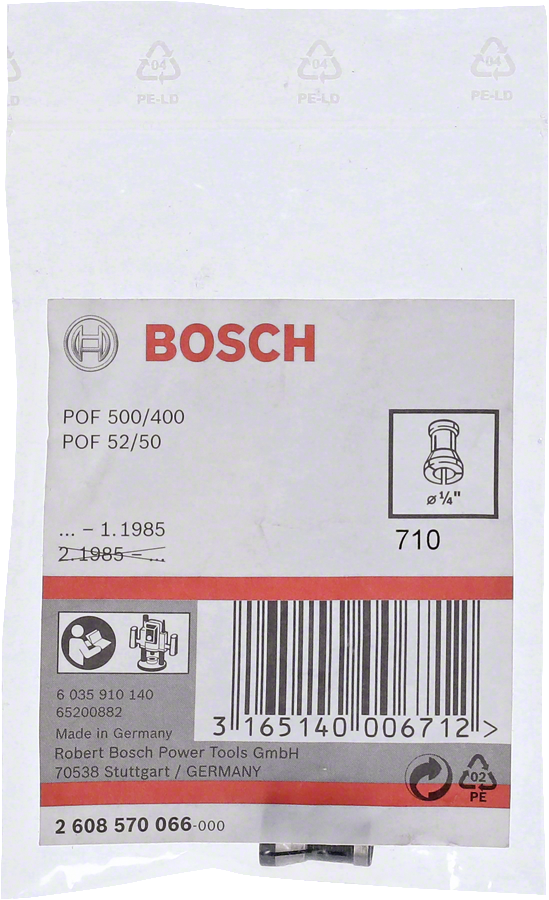 04 04 04
PE-LD PE-LD PE-LD
BOSCH
POF 500/400
POF 52/50
ø ¼"
... – 1.1985
2.1985 – ...
710
6 035 910 140
65200882
Made in Germany
Robert Bosch Power Tools GmbH
70538 Stuttgart / GERMANY
3 165140 006712 >
02
PE
2 608 570 066-000